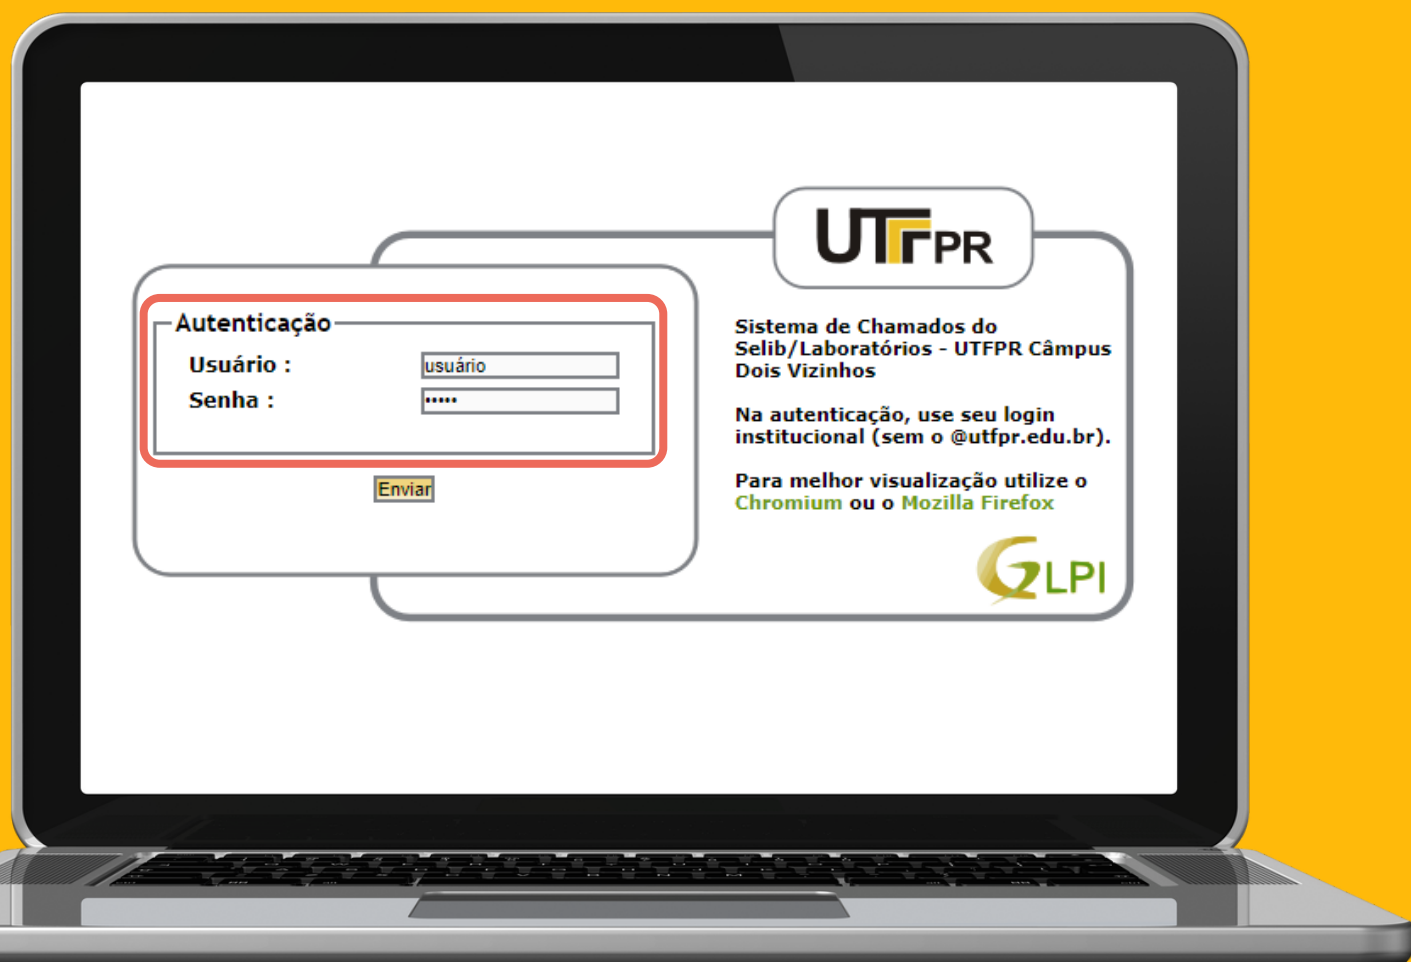 UTFPR
Autenticação
Usuário :
usuário
Senha :
•••••
Enviar
Sistema de Chamados do
Selib/Laboratórios - UTFPR Câmpus
Dois Vizinhos
Na autenticação, use seu login
institucional (sem o @utfpr.edu.br).
Para melhor visualização utilize o
Chromium ou o Mozilla Firefox
GLPI